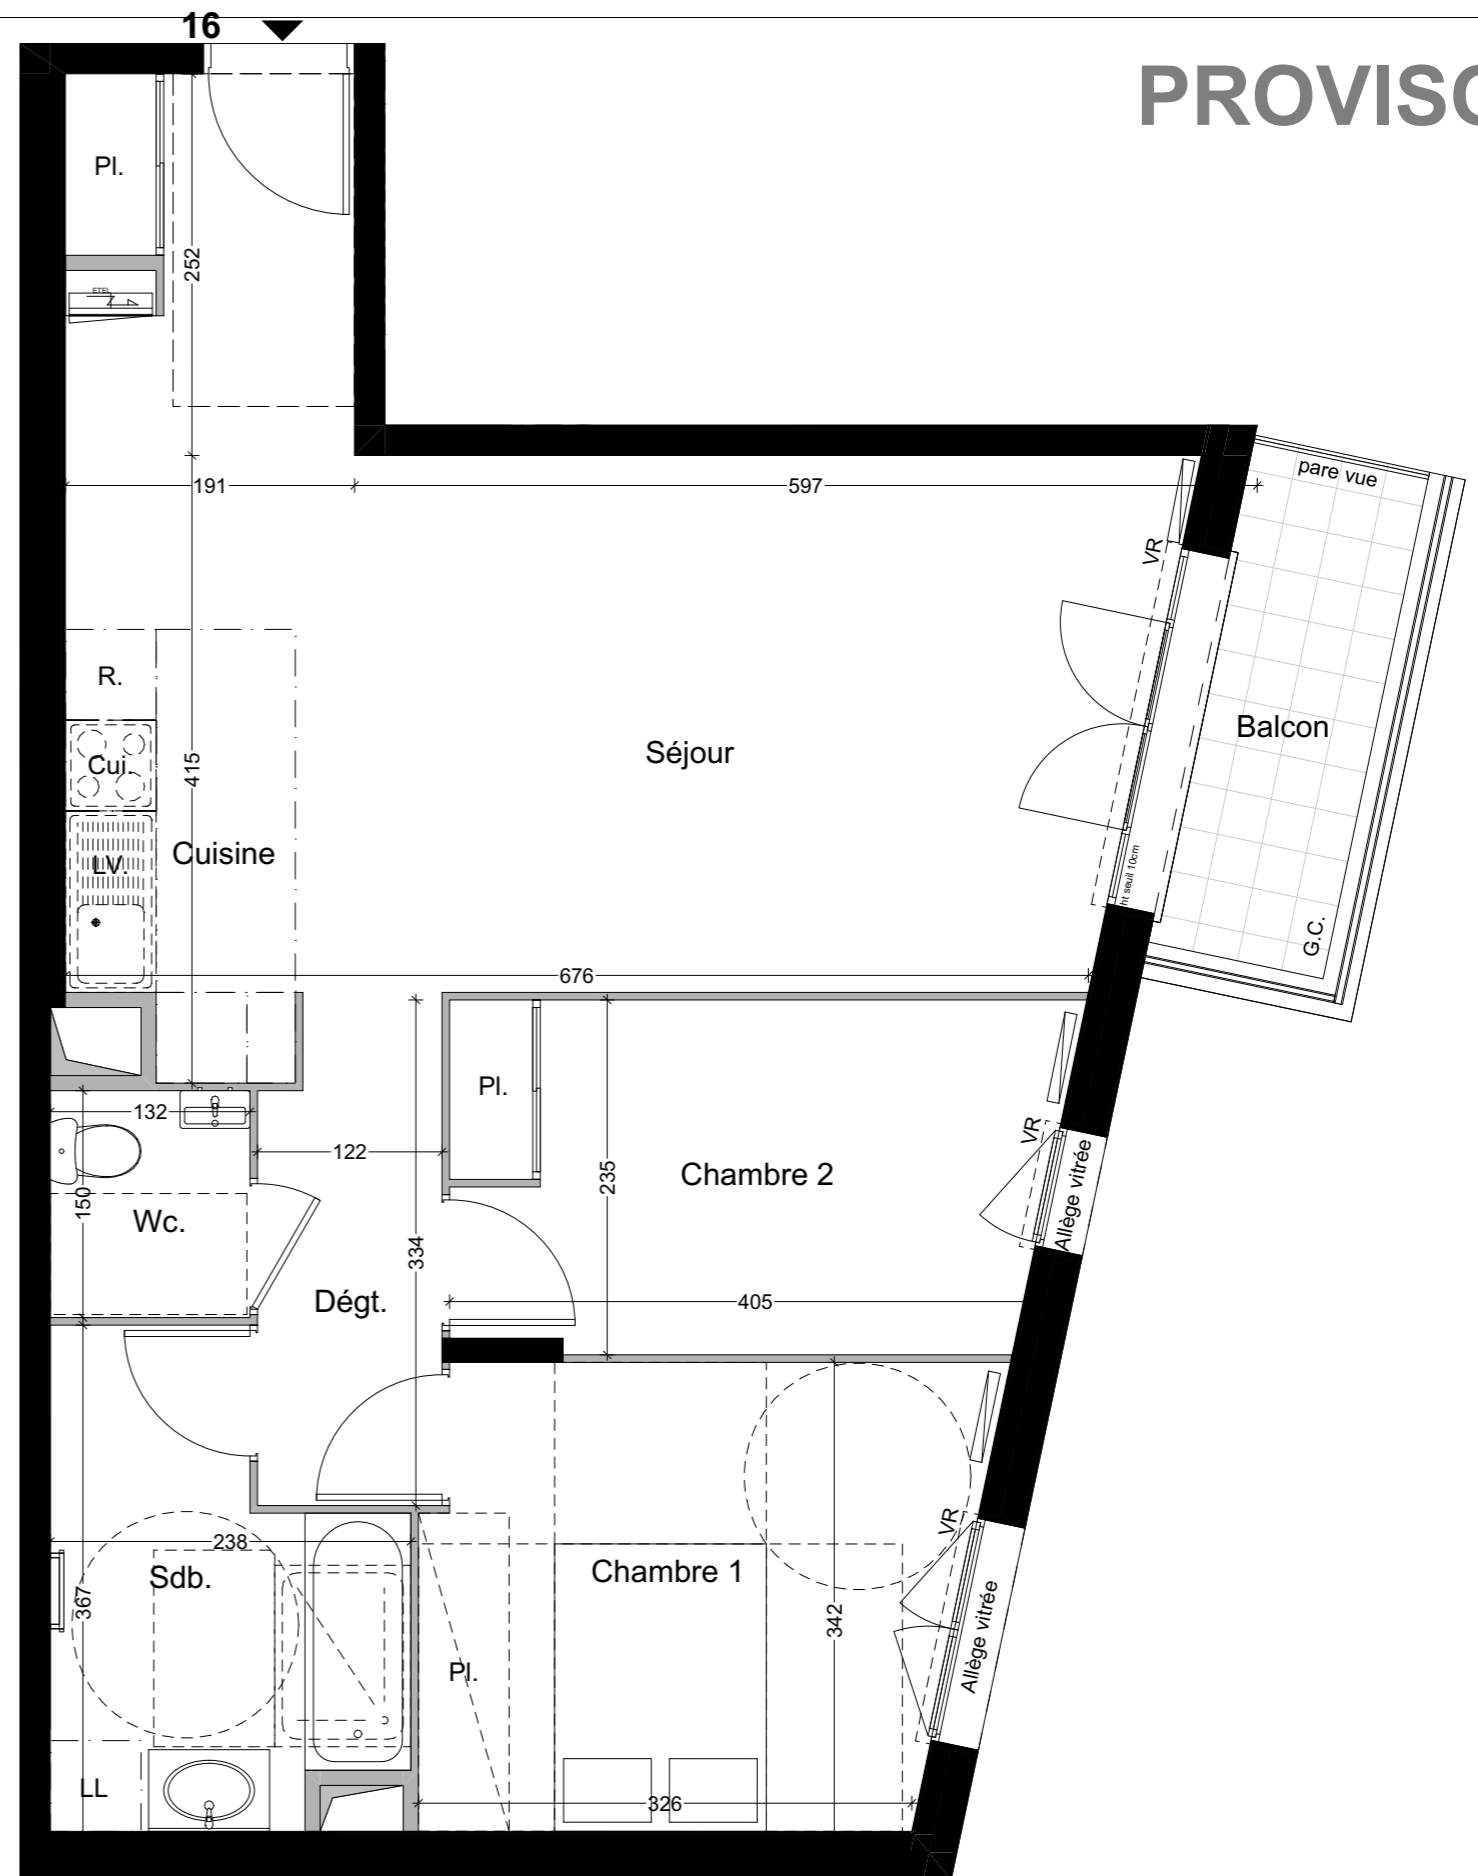 16
PROVISO
Pl.
ETEL
252
191
597
pare vue
VR
R.
Cui.
415
Séjour
Balcon
LV.
Cuisine
ht seuil 10cm
G.C.
676
Pl.
132
122
VR
150
Wc.
235
Chambre 2
Allège vitrée
334
Dégt.
405
238
VR
Sdb.
367
Chambre 1
342
Allège vitrée
Pl.
LL
326